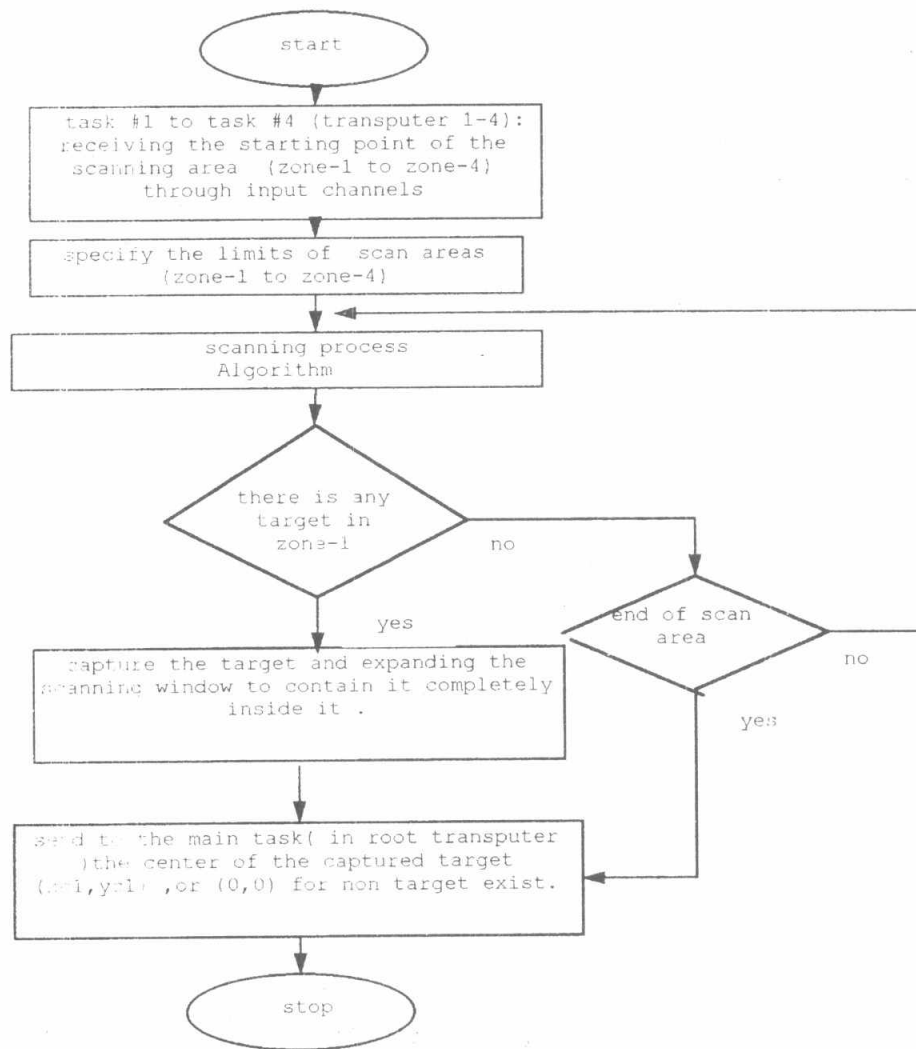 start
task #1 to task #4 (transputer 1-4):
receiving the starting point of the
scanning area (zone-1 to zone-4)
through input channels
specify the limits of scan areas
(zone-1 to zone-4)
scanning process
Algorithm
there is any
target in
zone-1
no
end of scan
area
no
yes
capture the target and expanding the
scanning window to contain it completely
inside it .
yes
send to the main task( in root transputer
)the center of the captured target
,or (0,0) for non target exist.
stop